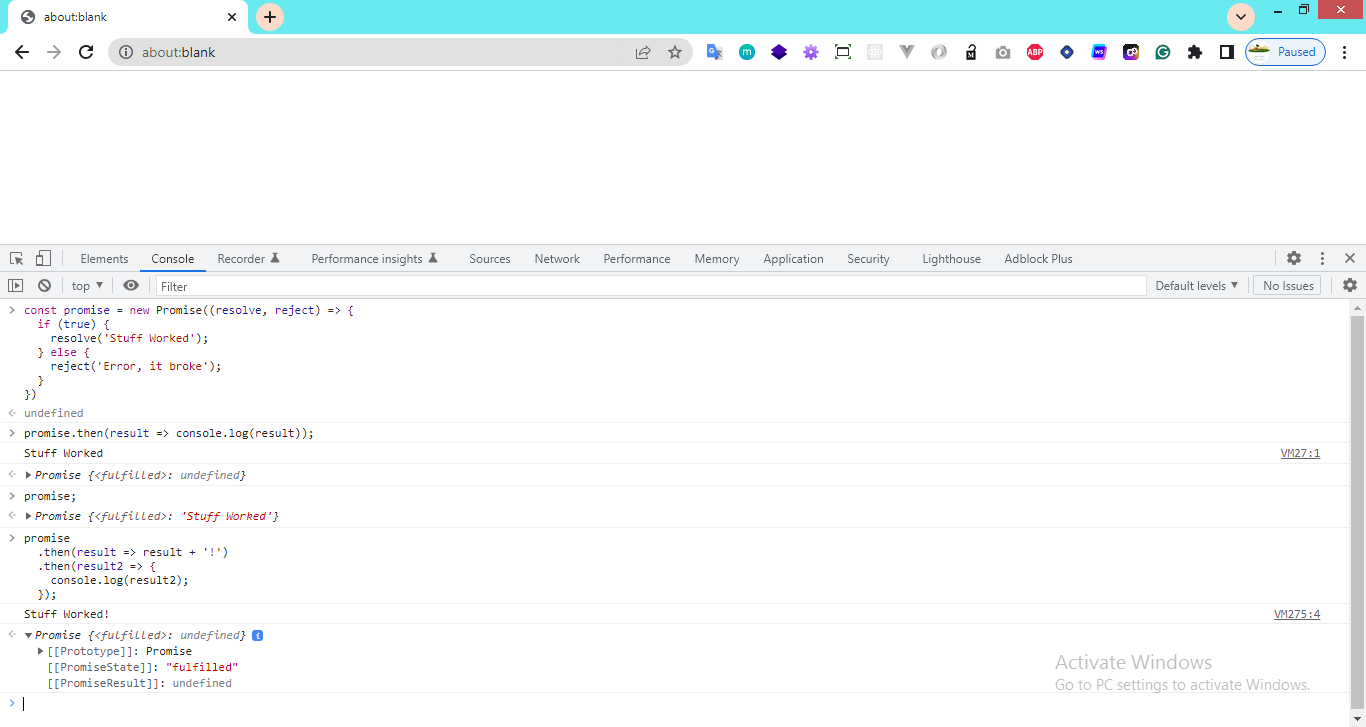 about:blank
about:blank
Paused
Elements Console Recorder Performance insights Sources Network Performance Memory Application Security Lighthouse Adblock Plus
top Filter Default levels No Issues
const promise = new Promise((resolve, reject) => {
  if (true) {
    resolve('Stuff Worked');
  } else {
    reject('Error, it broke');
  }
})
undefined
promise.then(result => console.log(result));
Stuff Worked VM27:1
Promise {<fulfilled>: undefined}
promise;
Promise {<fulfilled>: 'Stuff Worked'}
promise
  .then(result => result + '!')
  .then(result2 => {
    console.log(result2);
  });
Stuff Worked! VM275:4
Promise {<fulfilled>: undefined}
[[Prototype]]: Promise
[[PromiseState]]: "fulfilled"
[[PromiseResult]]: undefined
Activate Windows
Go to PC settings to activate Windows.